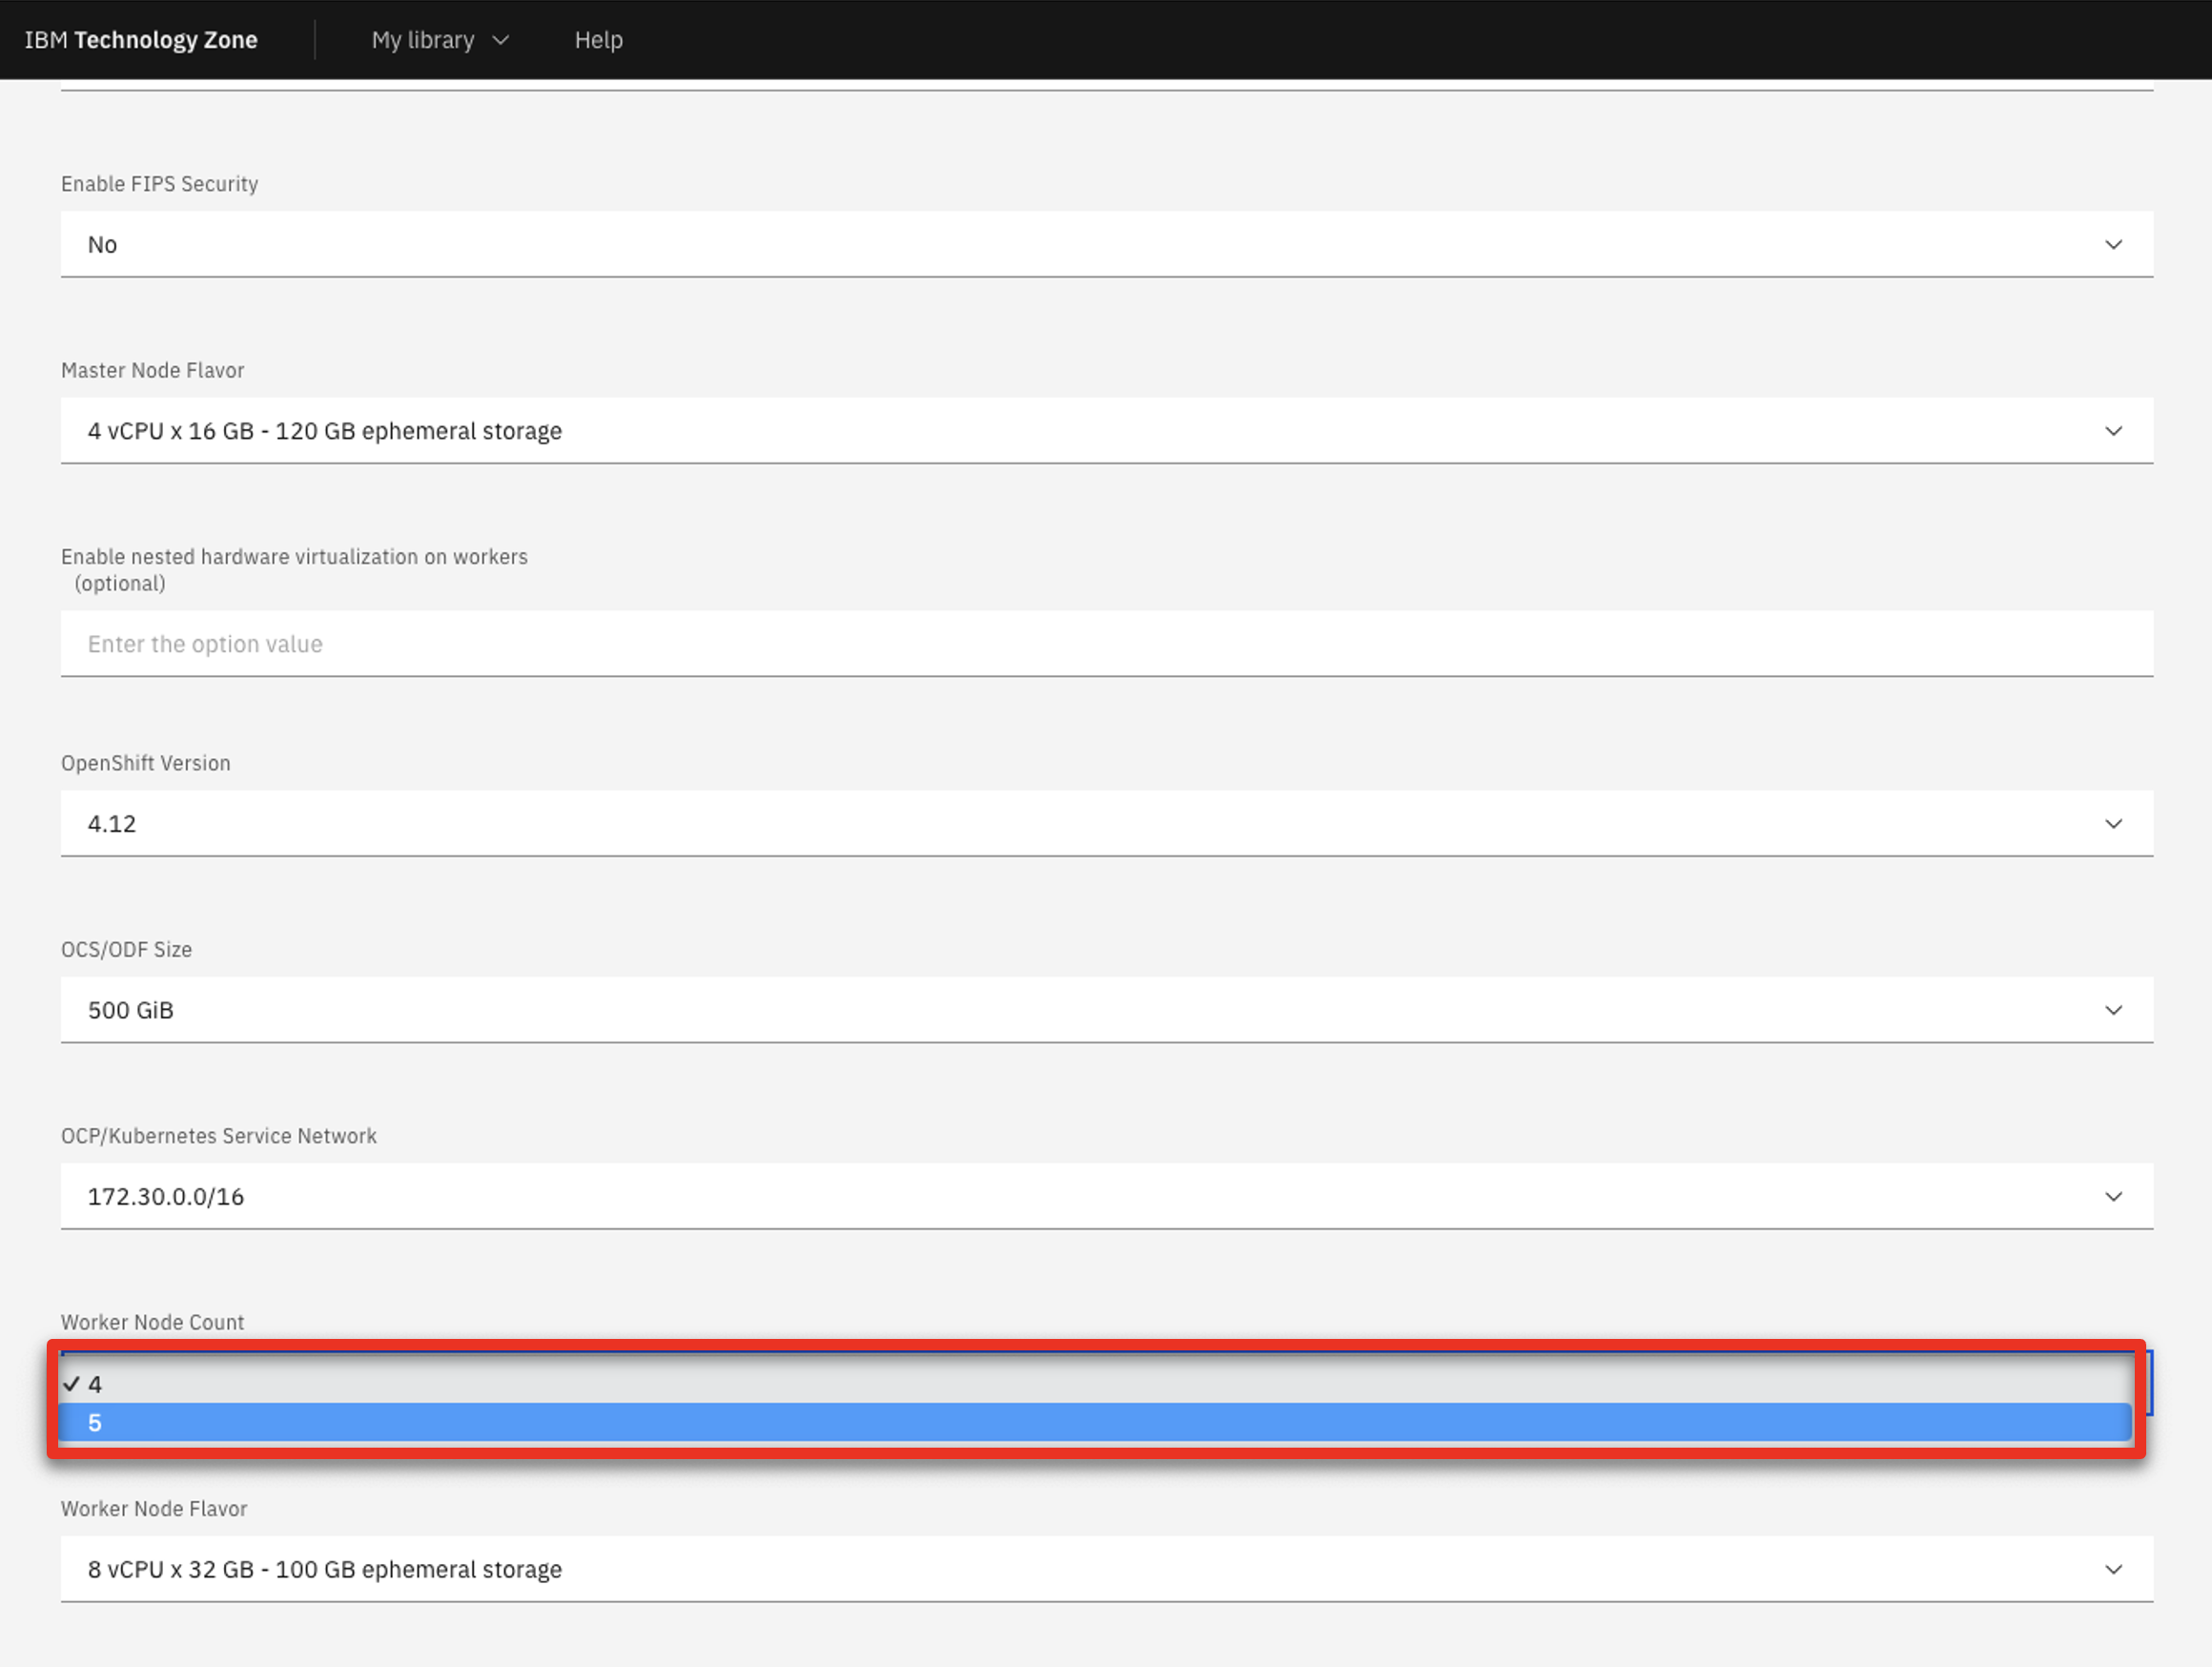 IBM Technology Zone My library Help
Enable FIPS Security
No
Master Node Flavor
4 vCPU x 16 GB - 120 GB ephemeral storage
Enable nested hardware virtualization on workers
(optional)
Enter the option value
OpenShift Version
4.12
OCS/ODF Size
500 GiB
OCP/Kubernetes Service Network
172.30.0.0/16
Worker Node Count
✓ 4
5
Worker Node Flavor
8 vCPU x 32 GB - 100 GB ephemeral storage